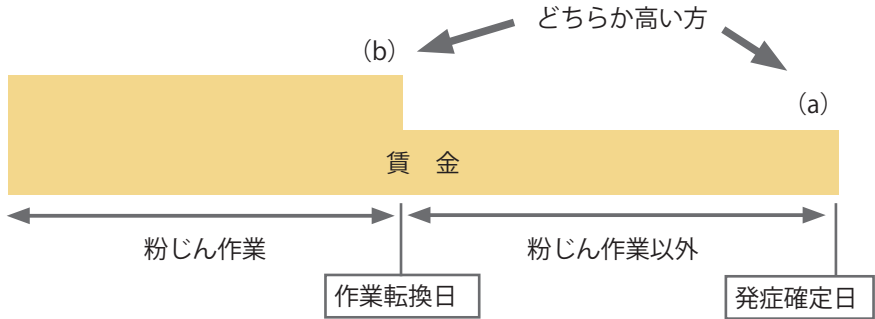 どちらか高い方
（b）
（a）
賃　金
粉じん作業
粉じん作業以外
作業転換日
発症確定日